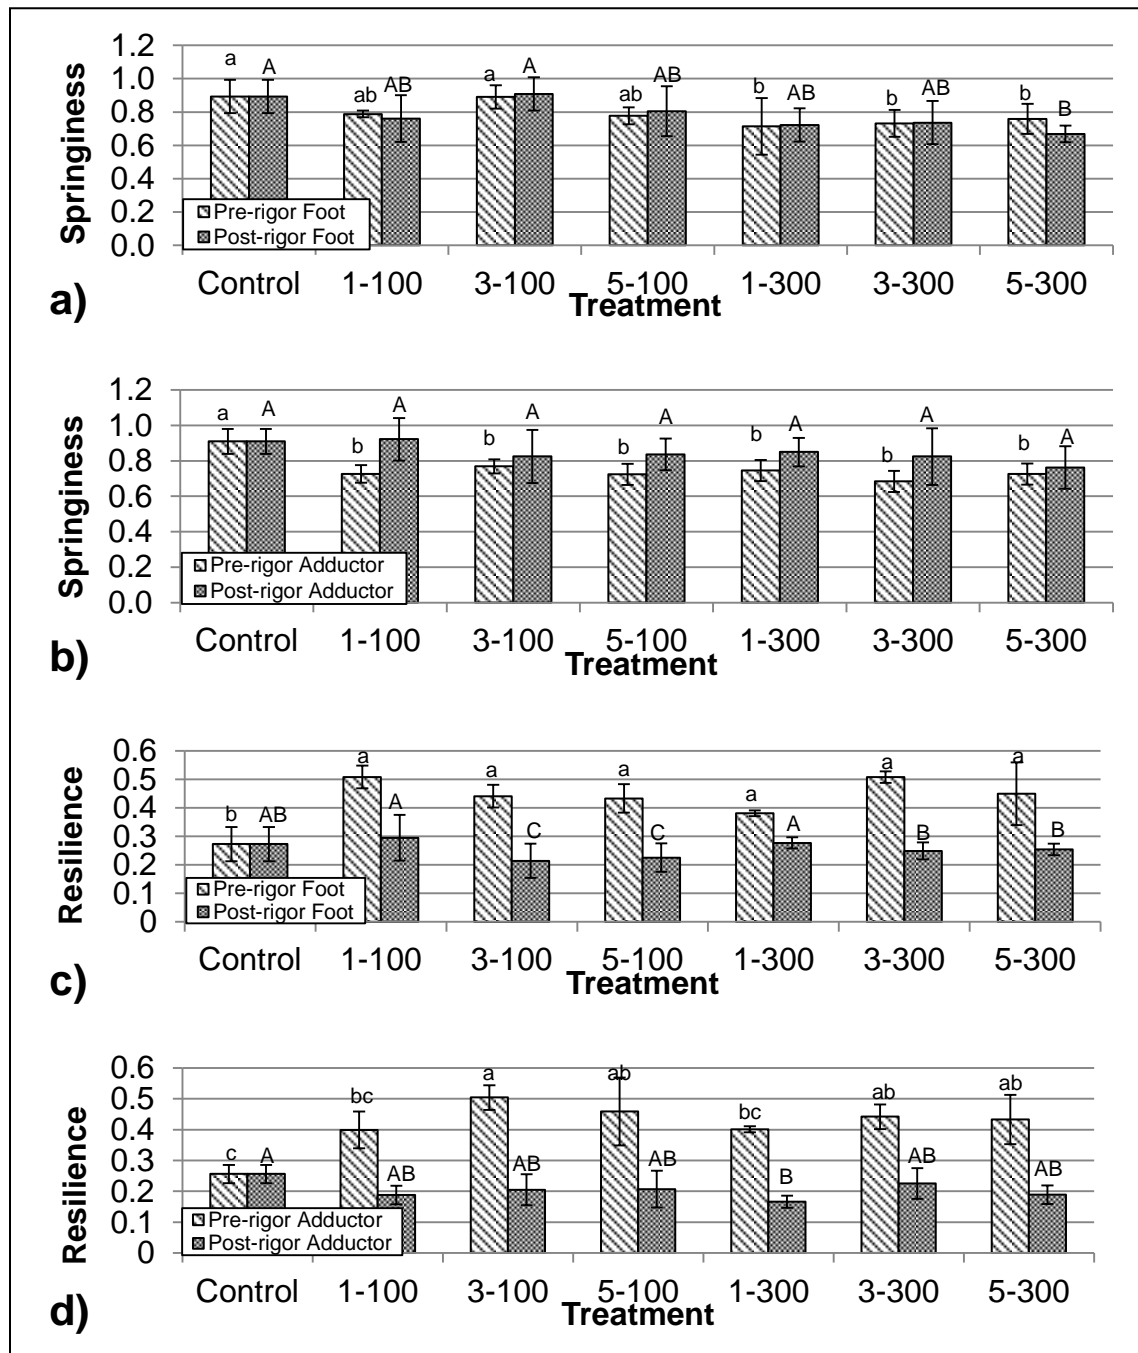 Springiness
1.2
1.0
0.8
0.6
0.4
0.2
0.0
a A ab AB a A ab AB b AB b AB b B
Pre-rigor Foot
Post-rigor Foot
Control 1-100 3-100 5-100 1-300 3-300 5-300
Treatment
a)
Springiness
1.2
1.0
0.8
0.6
0.4
0.2
0.0
a A b A b A b A b A b A b A
Pre-rigor Adductor
Post-rigor Adductor
Control 1-100 3-100 5-100 1-300 3-300 5-300
Treatment
b)
Resilience
0.6
0.5
0.4
0.3
0.2
0.1
0
b AB a A a C a C a A a B a B
Pre-rigor Foot
Post-rigor Foot
Control 1-100 3-100 5-100 1-300 3-300 5-300
Treatment
c)
Resilience
0.6
0.5
0.4
0.3
0.2
0.1
0
c A bc AB a AB ab AB bc B ab AB ab AB
Pre-rigor Adductor
Post-rigor Adductor
Control 1-100 3-100 5-100 1-300 3-300 5-300
Treatment
d)